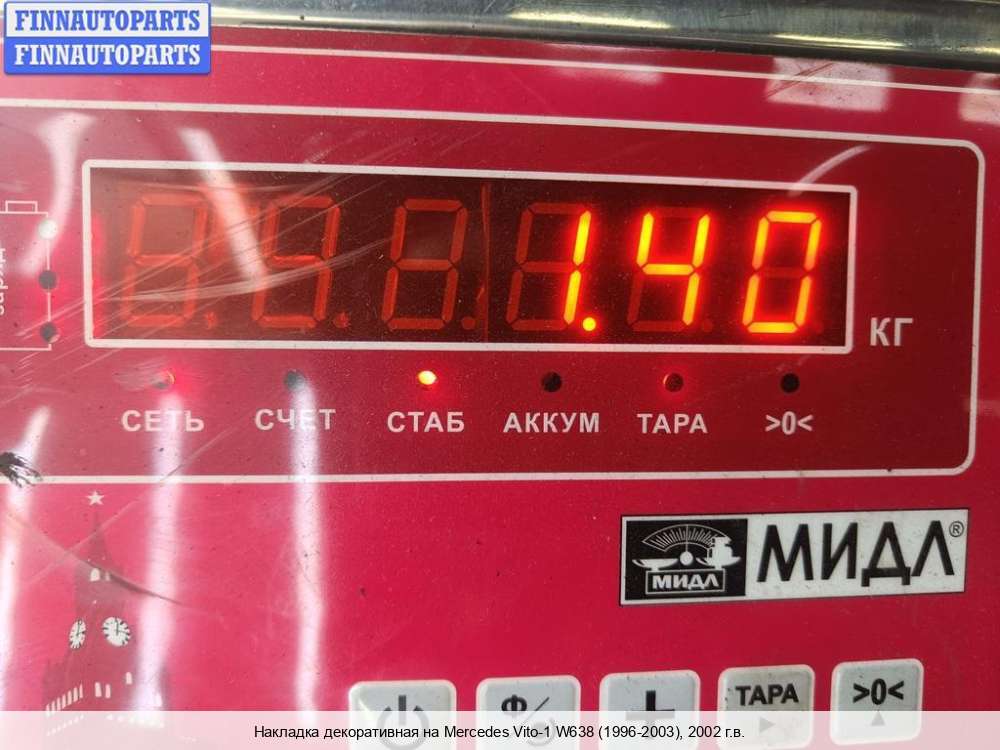 FINNAUTOPARTS
FINNAUTOPARTS
1.40
КГ
СЕТЬ СЧЕТ СТАБ АККУМ ТАРА >0<
МИДЛ МИДЛ®
ТАРА >0<
Накладка декоративная на Mercedes Vito-1 W638 (1996-2003), 2002 г.в.